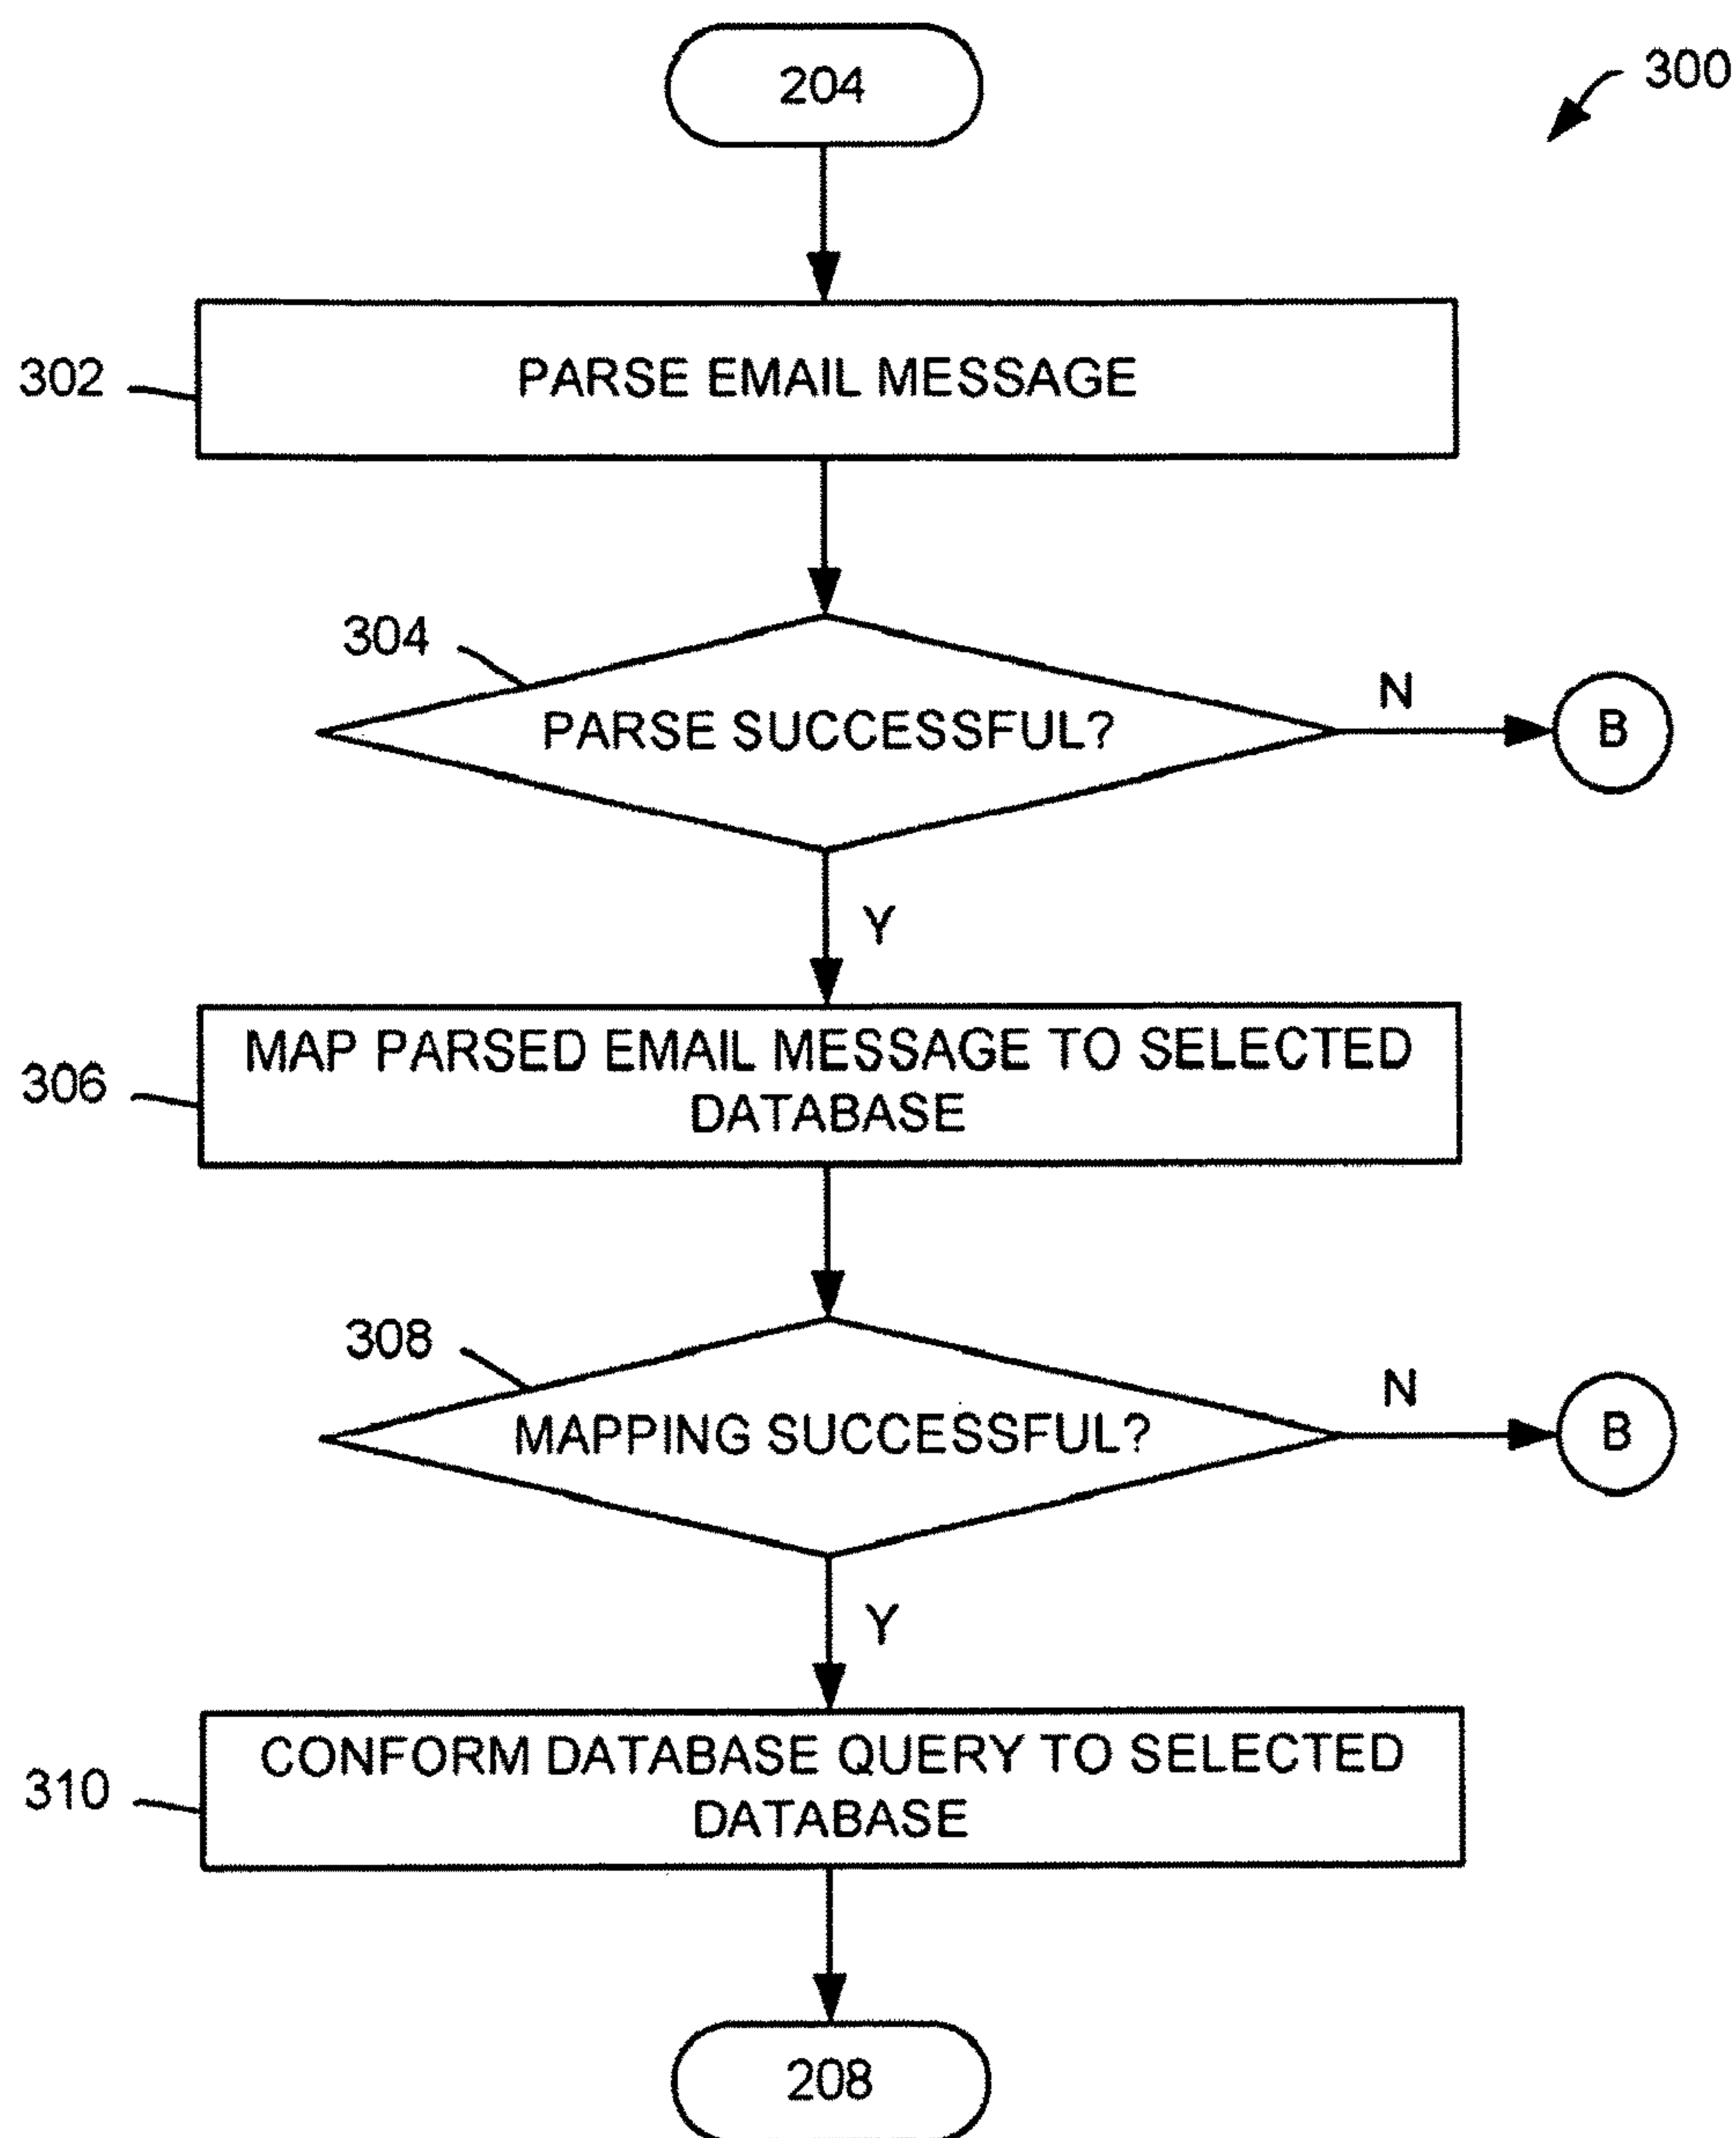 204
300
302
PARSE EMAIL MESSAGE
304
PARSE SUCCESSFUL?
N
B
Y
306
MAP PARSED EMAIL MESSAGE TO SELECTED
DATABASE
308
MAPPING SUCCESSFUL?
N
B
Y
310
CONFORM DATABASE QUERY TO SELECTED
DATABASE
208